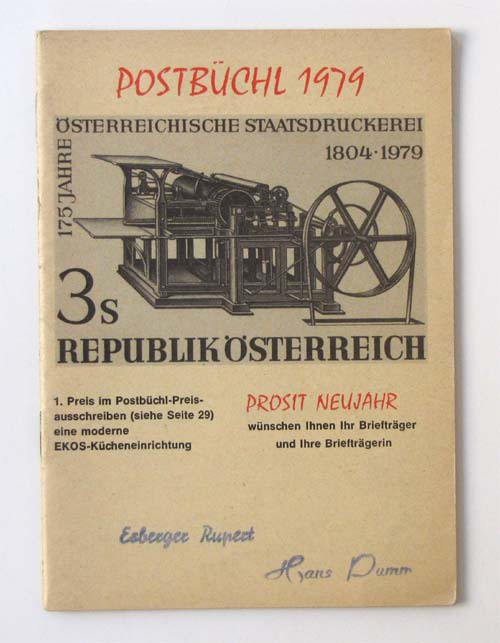 POSTBÜCHL 1979
175 JAHRE
ÖSTERREICHISCHE STAATSDRUCKEREI
1804·1979
3s
REPUBLIK ÖSTERREICH
1. Preis im Postbüchl-Preis-
ausschreiben (siehe Seite 29)
eine moderne
EKOS-Kücheneinrichtung
PROSIT NEUJAHR
wünschen Ihnen Ihr Briefträger
und Ihre Briefträgerin
Esberger Rupert
Hans Dumm